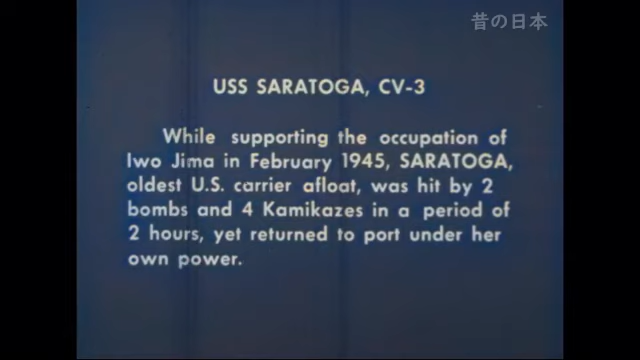 昔の日本
USS SARATOGA, CV-3
While supporting the occupation of
Iwo Jima in February 1945, SARATOGA,
oldest U.S. carrier afloat, was hit by 2
bombs and 4 Kamikazes in a period of
2 hours, yet returned to port under her
own power.